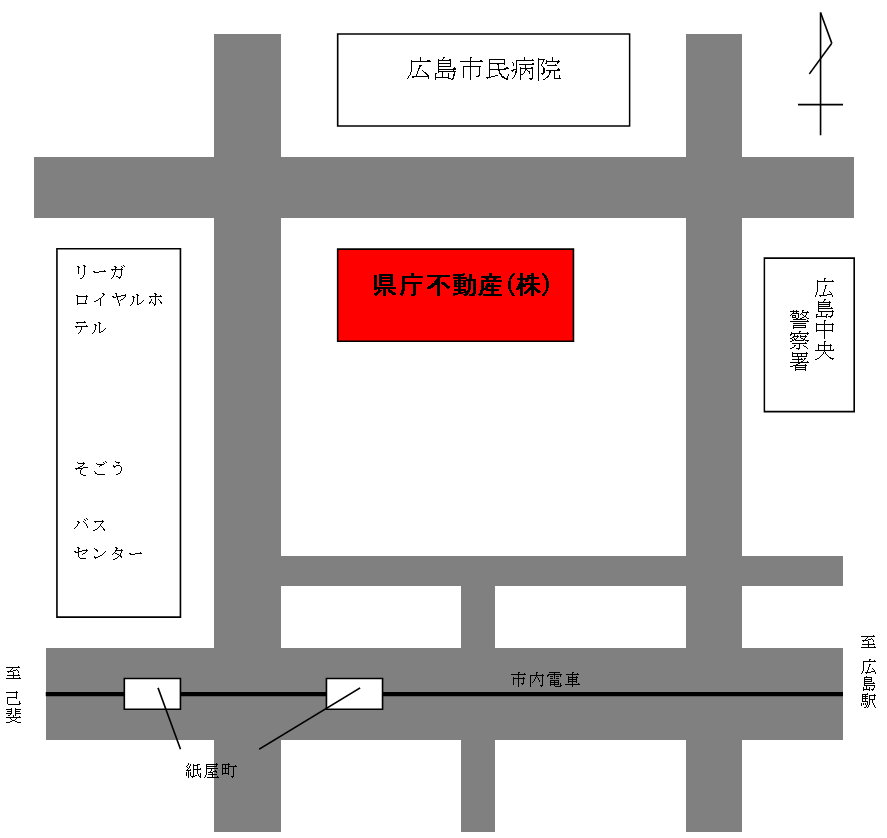 広島市民病院
県庁不動産(株)
リーガ
ロイヤルホ
テル
そごう
バス
センター
広島中央
警察署
市内電車
紙屋町
至 己斐
至 広島駅